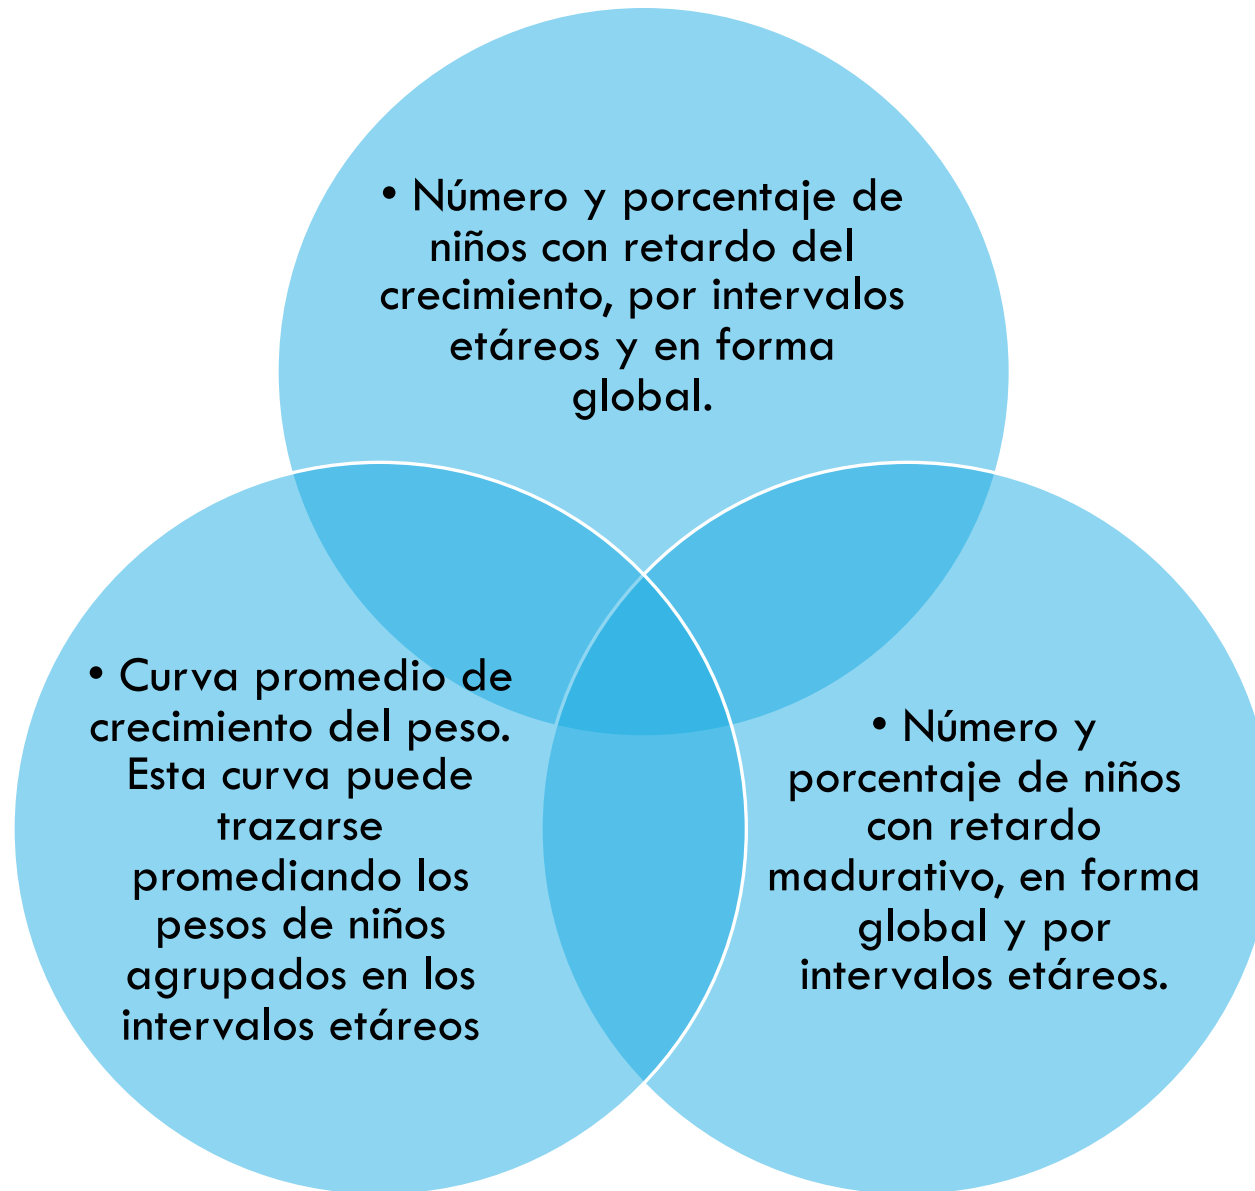 • Número y porcentaje de
niños con retardo del
crecimiento, por intervalos
etáreos y en forma
global.
• Curva promedio de
crecimiento del peso.
Esta curva puede
trazarse
promediando los
pesos de niños
agrupados en los
intervalos etáreos
• Número y
porcentaje de niños
con retardo
madurativo, en forma
global y por
intervalos etáreos.